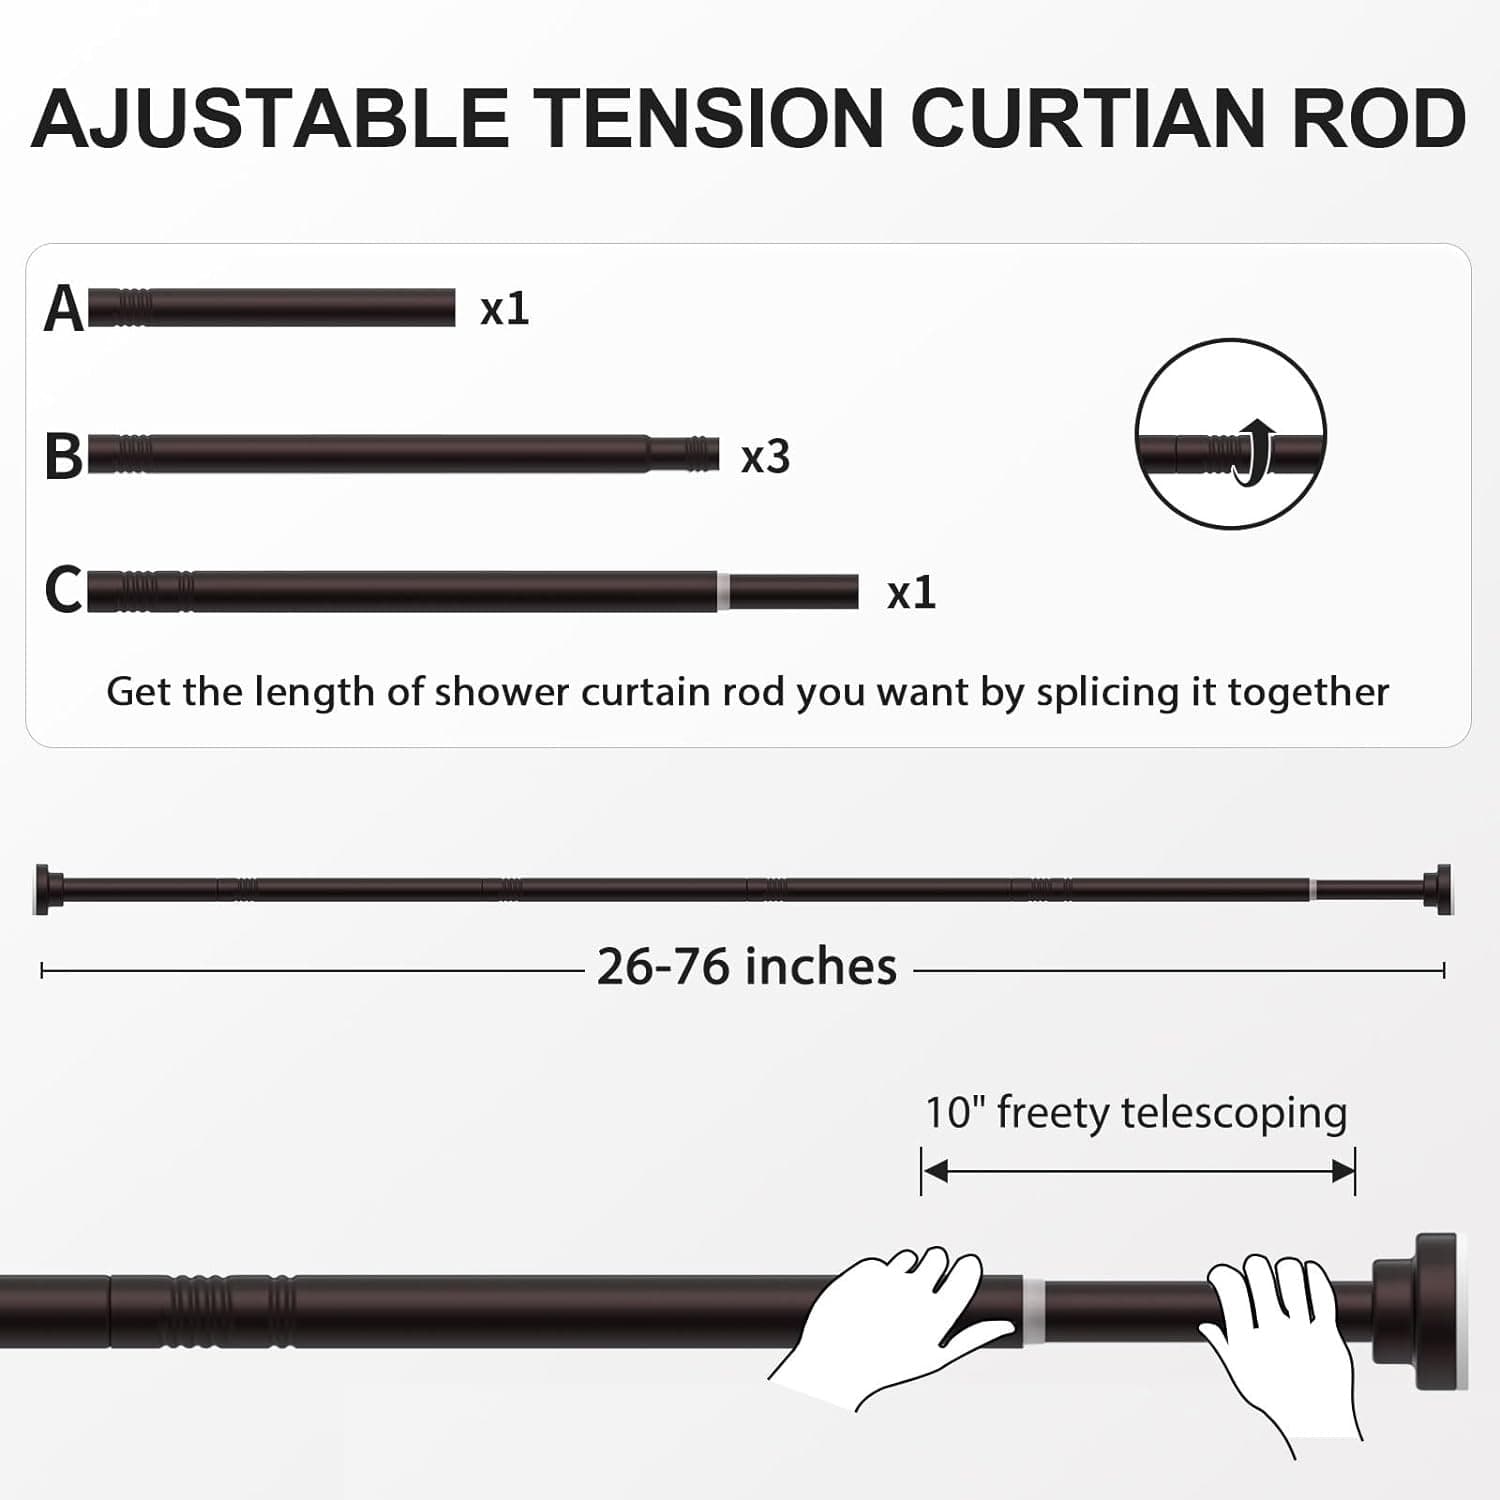 AJUSTABLE TENSION CURTIAN ROD
A x1
B x3
C x1
Get the length of shower curtain rod you want by splicing it together
26-76 inches
10" freety telescoping